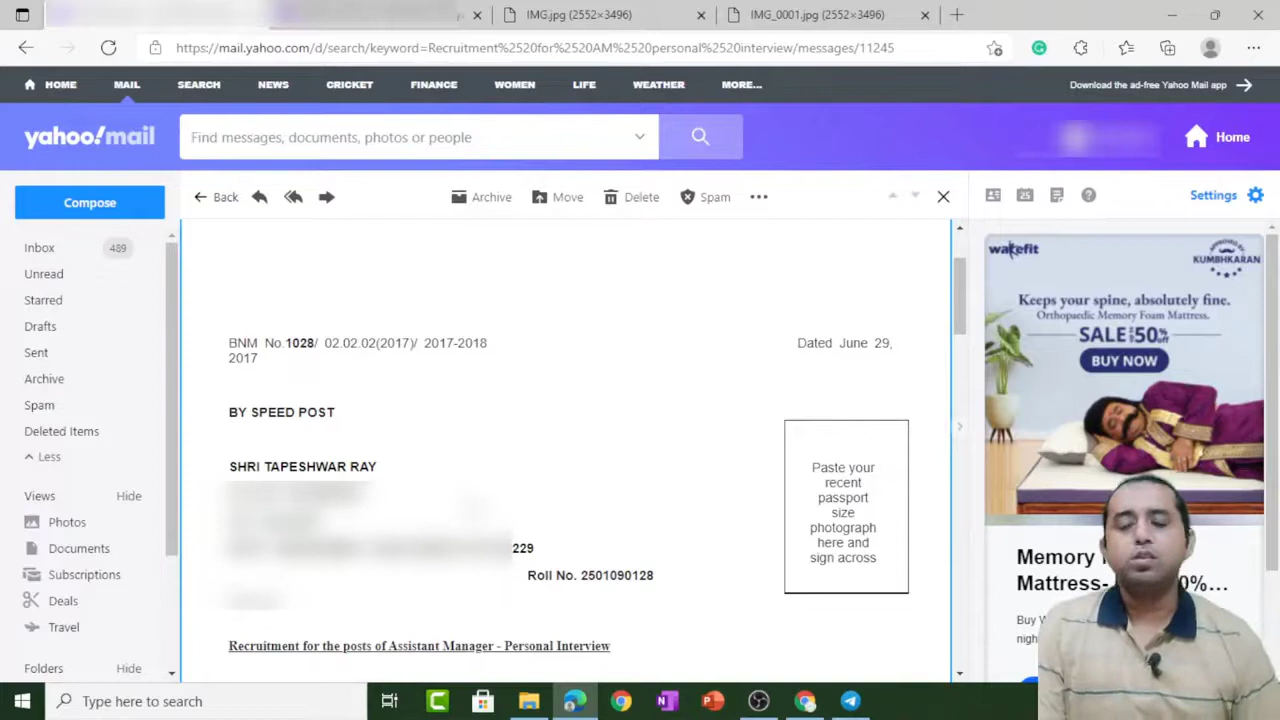 IMG.jpg (2552×3496)
IMG_0001.jpg (2552×3496)
https://mail.yahoo.com/d/search/keyword=Recruitment%2520for%2520AM%2520personal%2520interview/messages/11245
HOME MAIL SEARCH NEWS CRICKET FINANCE WOMEN LIFE WEATHER MORE...
Download the ad-free Yahoo Mail app
yahoo!mail
Find messages, documents, photos or people
Home
Compose
Back
Archive
Move
Delete
Spam
25
Settings
Inbox 489
Unread
Starred
Drafts
Sent
Archive
Spam
Deleted Items
Less
Views Hide
Photos
Documents
Subscriptions
Deals
Travel
Folders Hide
BNM No.1028/ 02.02.02(2017)/ 2017-2018 Dated June 29,
2017
BY SPEED POST
SHRI TAPESHWAR RAY
229
Roll No. 2501090128
Paste your
recent
passport
size
photograph
here and
sign across
Recruitment for the posts of Assistant Manager - Personal Interview
wakefit
APPROVED BY
KUMBHKARAN
Keeps your spine, absolutely fine.
Orthopaedic Memory Foam Mattress.
SALE 50% off
BUY NOW
Memory
Mattress- 0%...
Buy W
nigh
Type here to search